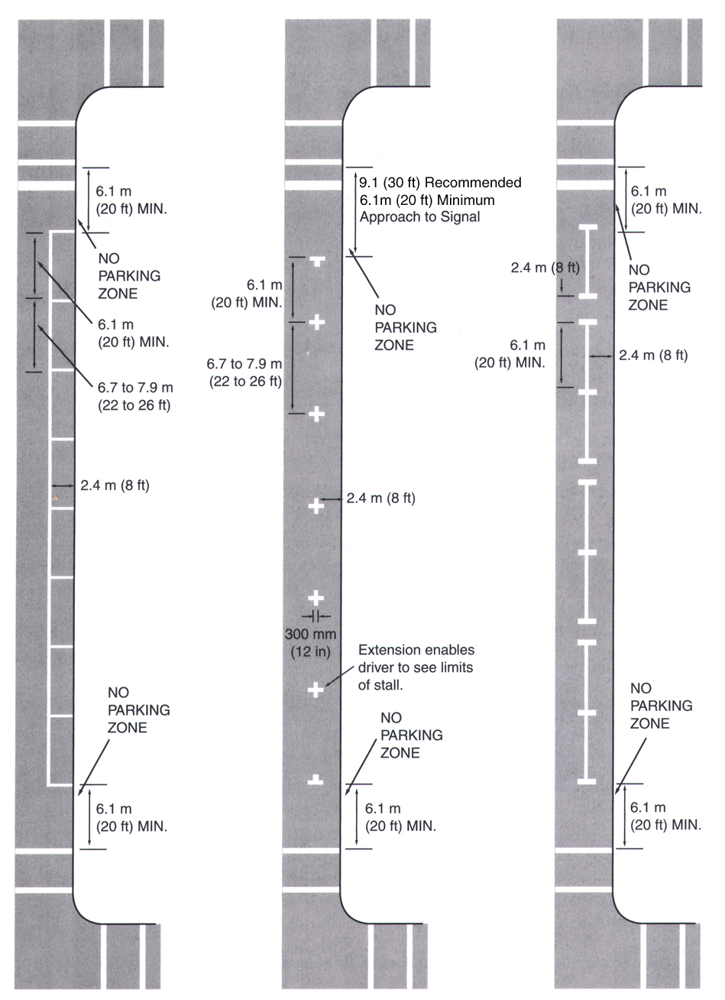 6.1 m
(20 ft) MIN.
NO
PARKING
ZONE
6.1 m
(20 ft) MIN.
6.7 to 7.9 m
(22 to 26 ft)
2.4 m (8 ft)
NO
PARKING
ZONE
6.1 m
(20 ft) MIN.
9.1 (30 ft) Recommended
6.1m (20 ft) Minimum
Approach to Signal
6.1 m
(20 ft) MIN.
NO
PARKING
ZONE
6.7 to 7.9 m
(22 to 26 ft)
2.4 m (8 ft)
300 mm
(12 in)
Extension enables
driver to see limits
of stall.
NO
PARKING
ZONE
6.1 m
(20 ft) MIN.
6.1 m
(20 ft) MIN.
2.4 m (8 ft)
NO
PARKING
ZONE
6.1 m
(20 ft) MIN.
2.4 m (8 ft)
NO
PARKING
ZONE
6.1 m
(20 ft) MIN.